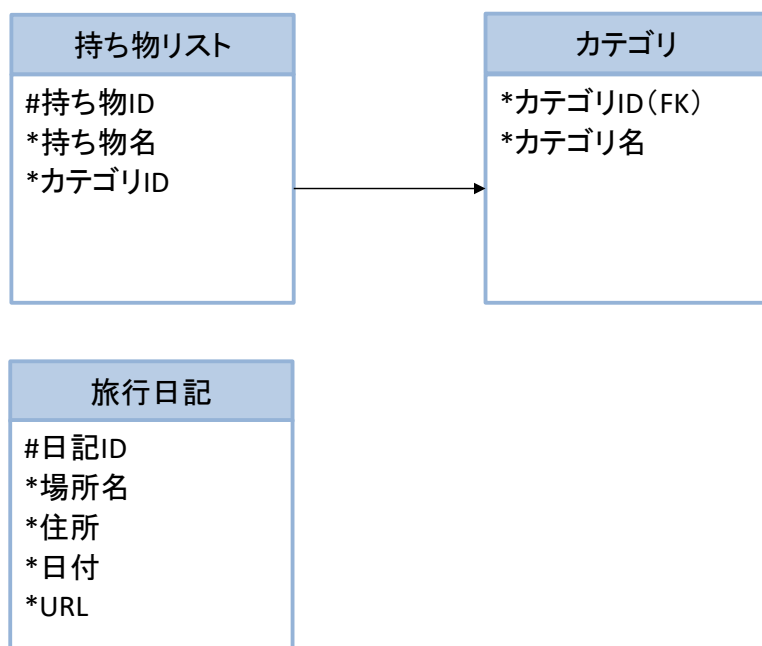 持ち物リスト
#持ち物ID
*持ち物名
*カテゴリID
カテゴリ
*カテゴリID(FK)
*カテゴリ名
旅行日記
#日記ID
*場所名
*住所
*日付
*URL